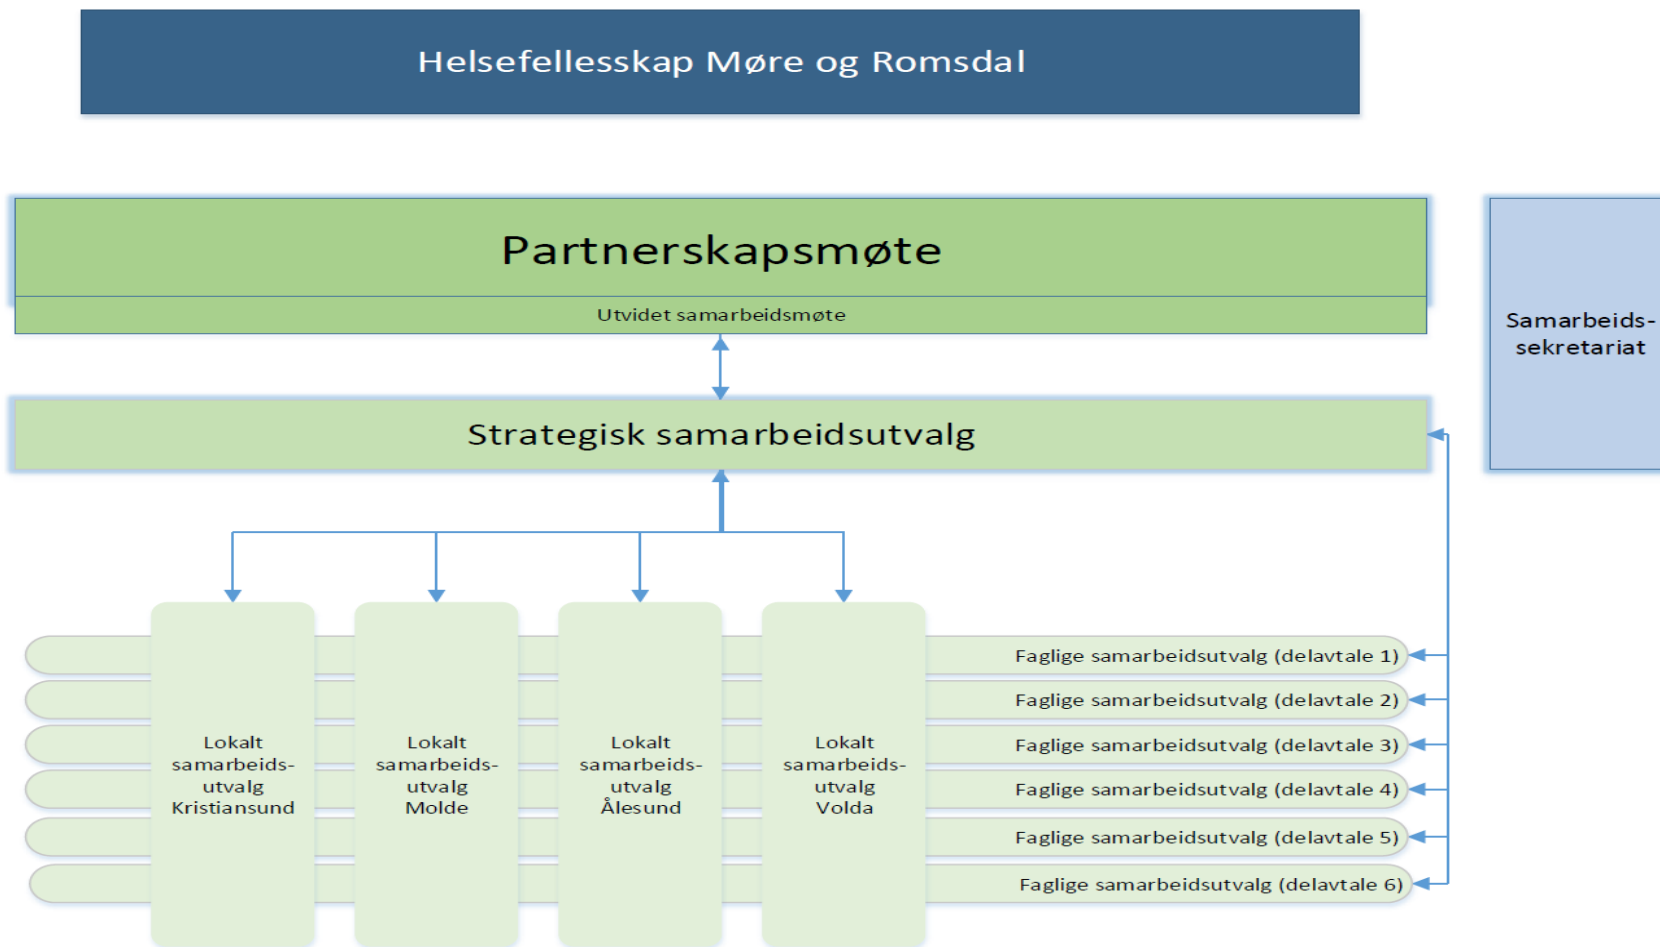 Helsefellesskap Møre og Romsdal
Partnerskapsmøte
Utvidet samarbeidsmøte
Samarbeids-
sekretariat
Strategisk samarbeidsutvalg
Lokalt
samarbeids-
utvalg
Kristiansund
Lokalt
samarbeids-
utvalg
Molde
Lokalt
samarbeids-
utvalg
Ålesund
Lokalt
samarbeids-
utvalg
Volda
Faglige samarbeidsutvalg (delavtale 1)
Faglige samarbeidsutvalg (delavtale 2)
Faglige samarbeidsutvalg (delavtale 3)
Faglige samarbeidsutvalg (delavtale 4)
Faglige samarbeidsutvalg (delavtale 5)
Faglige samarbeidsutvalg (delavtale 6)